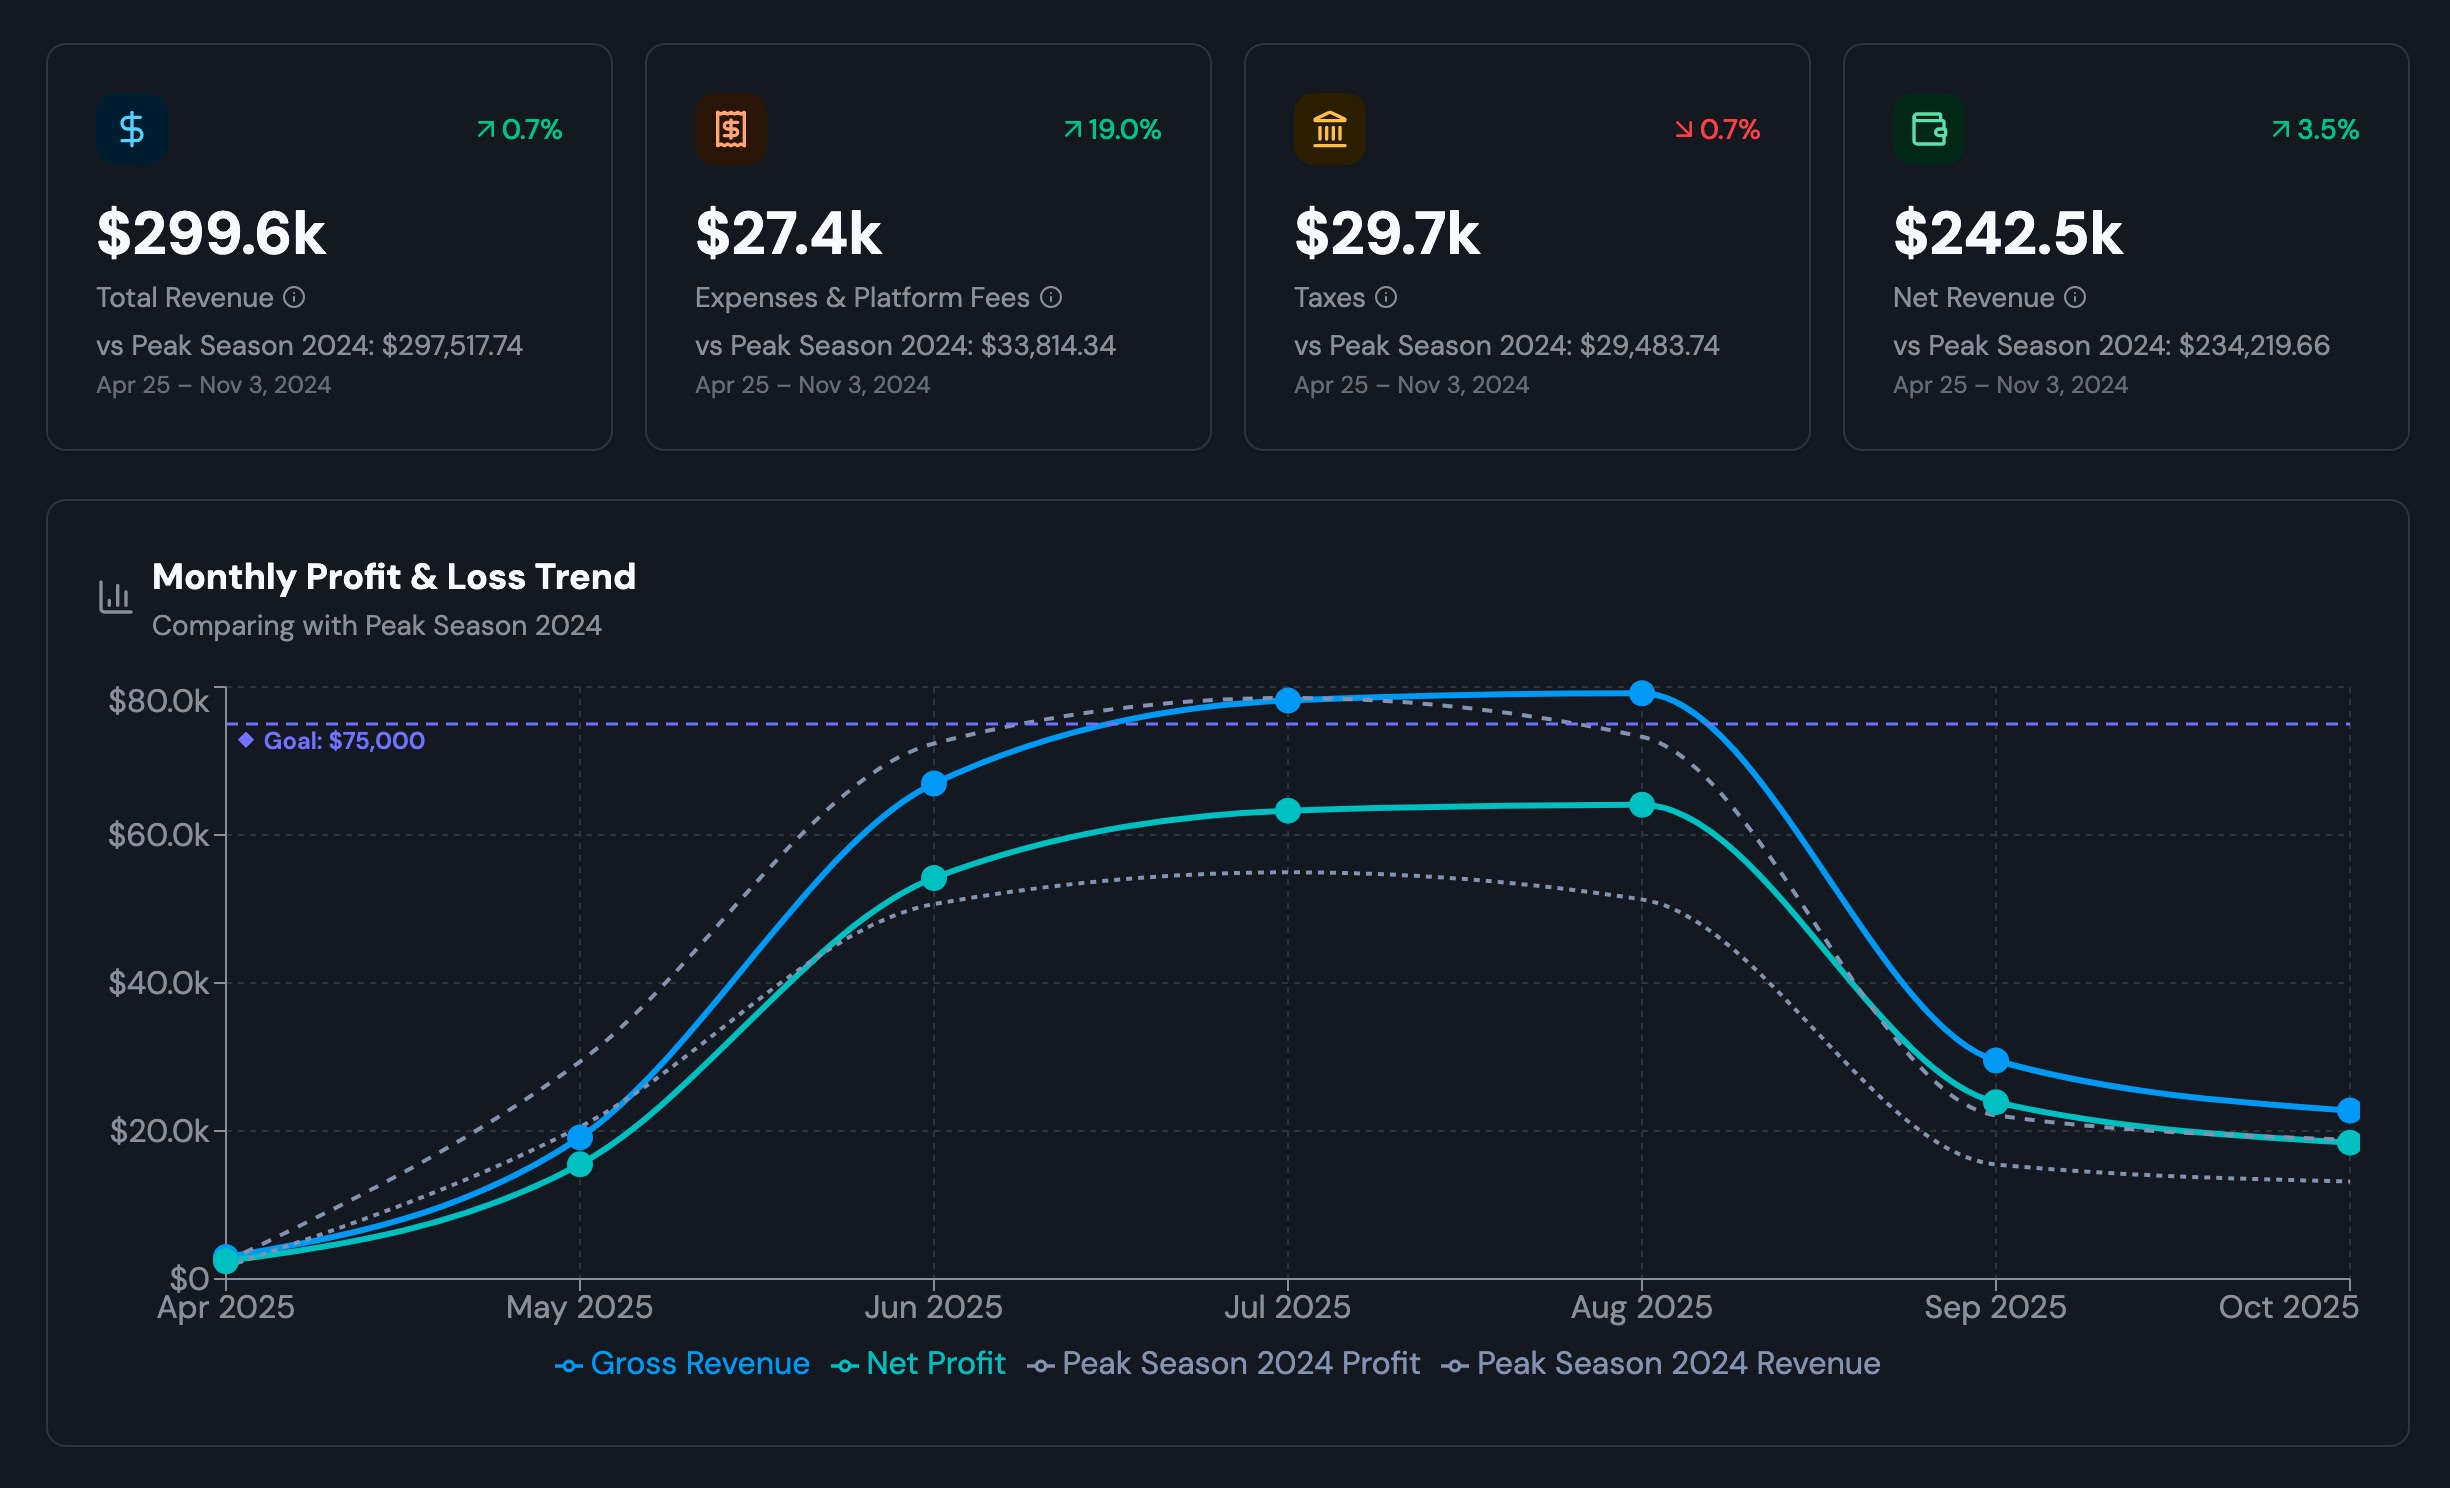 0.7%
$299.6k
Total Revenue
vs Peak Season 2024: $297,517.74
Apr 25 – Nov 3, 2024
19.0%
$27.4k
Expenses & Platform Fees
vs Peak Season 2024: $33,814.34
Apr 25 – Nov 3, 2024
0.7%
$29.7k
Taxes
vs Peak Season 2024: $29,483.74
Apr 25 – Nov 3, 2024
3.5%
$242.5k
Net Revenue
vs Peak Season 2024: $234,219.66
Apr 25 – Nov 3, 2024
Monthly Profit & Loss Trend
Comparing with Peak Season 2024
$80.0k
Goal: $75,000
$60.0k
$40.0k
$20.0k
$0
Apr 2025 May 2025 Jun 2025 Jul 2025 Aug 2025 Sep 2025 Oct 2025
Gross Revenue Net Profit Peak Season 2024 Profit Peak Season 2024 Revenue